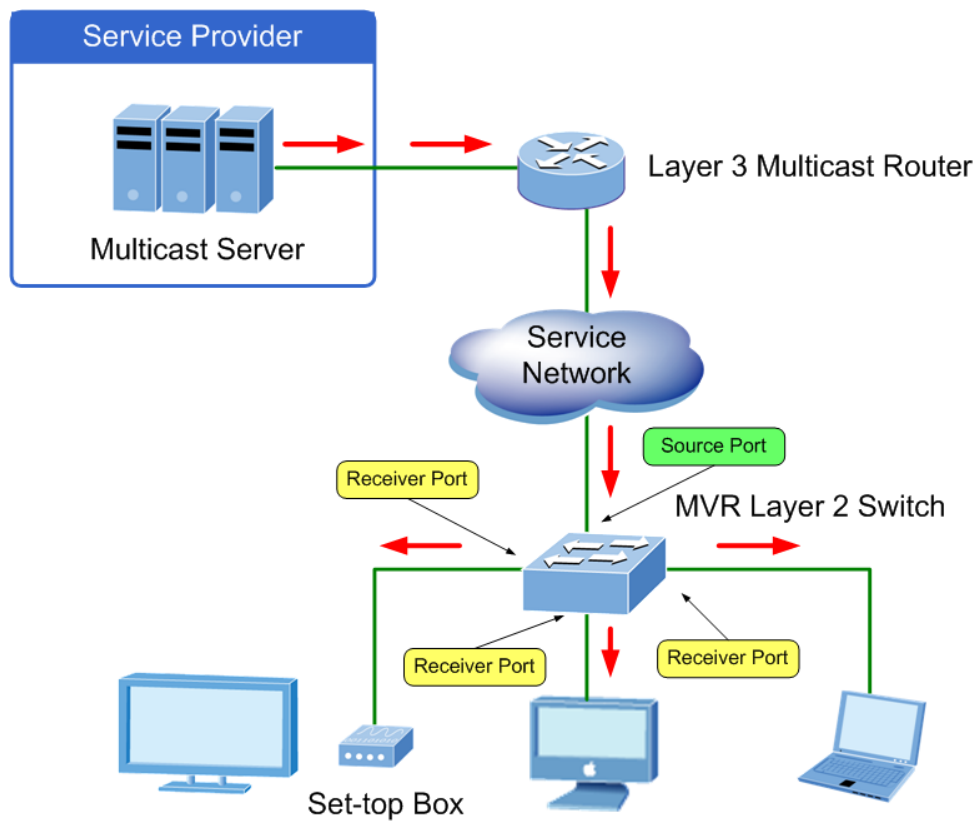 Service Provider
Multicast Server
Layer 3 Multicast Router
Service
Network
Source Port
Receiver Port
MVR Layer 2 Switch
Receiver Port
Receiver Port
Set-top Box